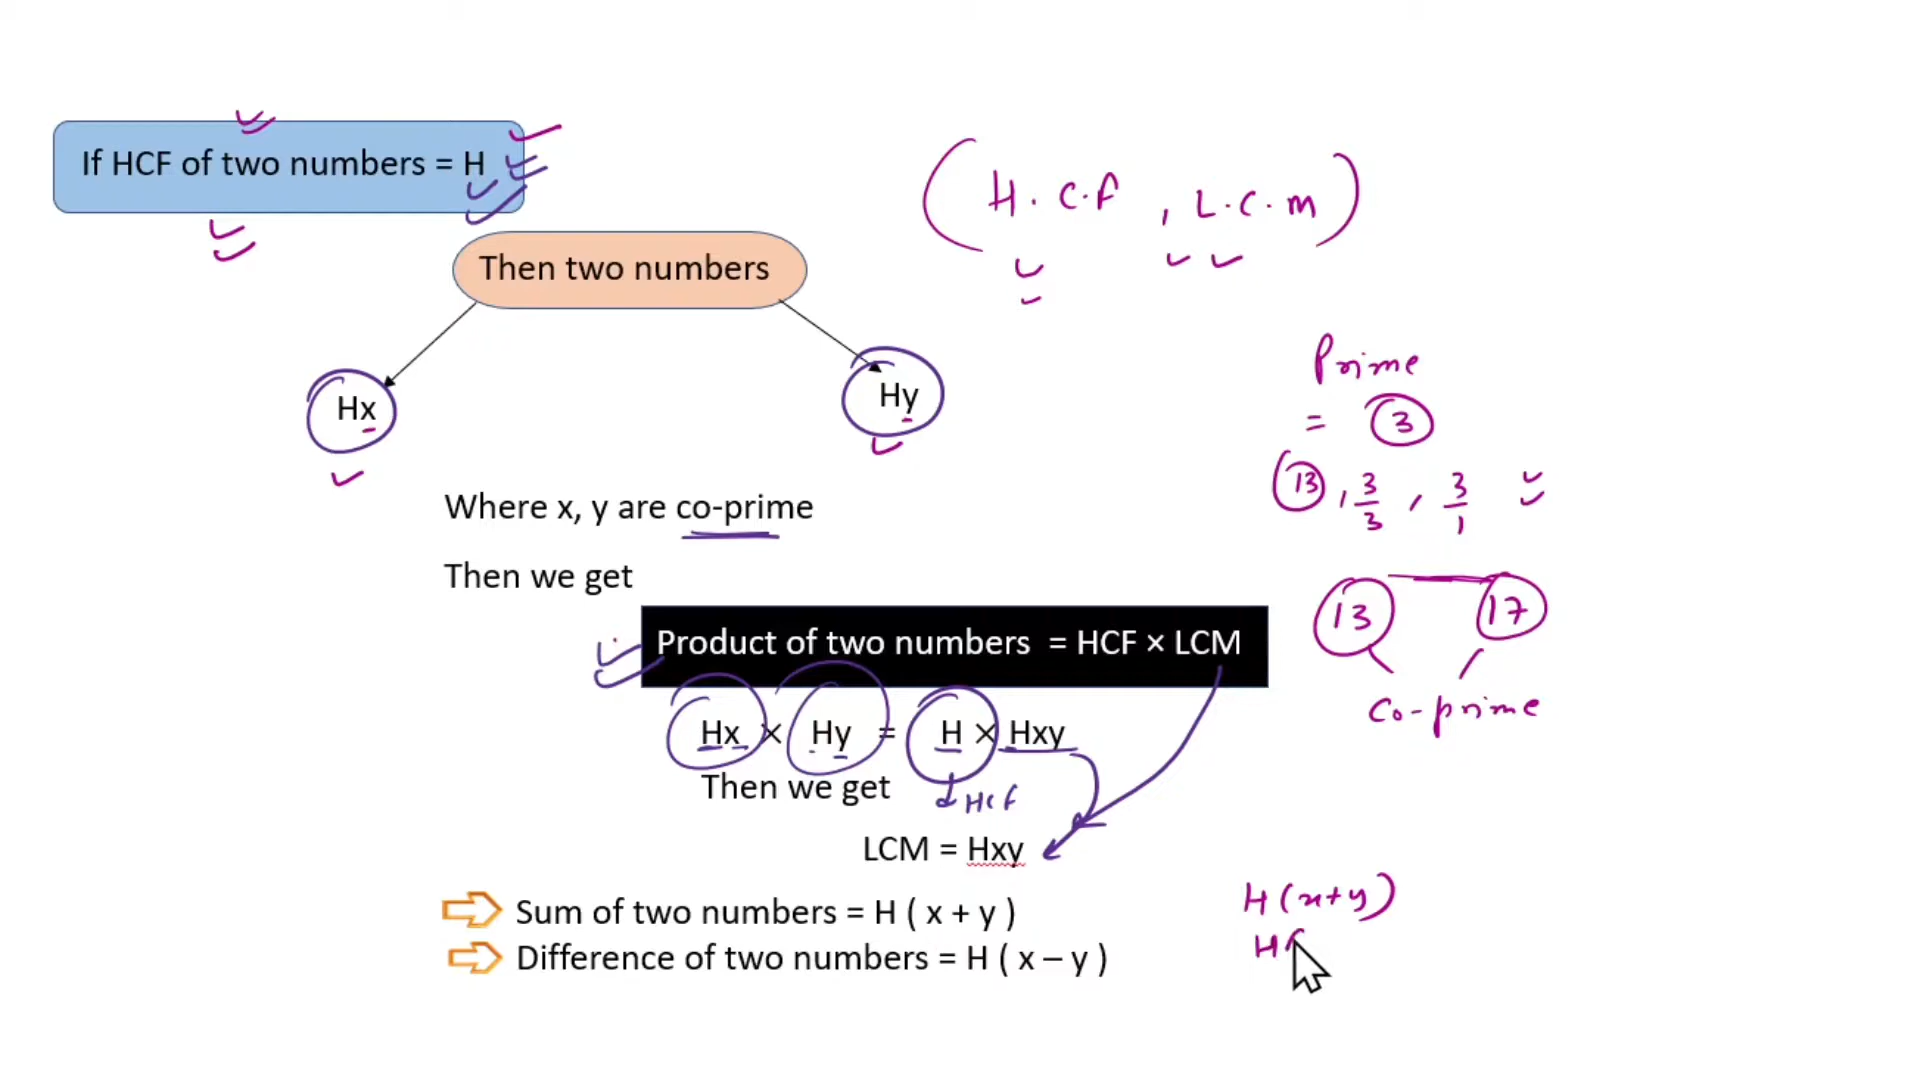 If HCF of two numbers = H
Then two numbers
Hx
Hy
Where x, y are co-prime
Then we get
Product of two numbers = HCF × LCM
Hx × Hy = H × Hxy
Then we get
HCF
LCM = Hxy
Sum of two numbers = H ( x + y )
Difference of two numbers = H ( x – y )
(H.C.F , L.C.m)
Prime
= 3
13, 3/3, 3/1
13 17
Co-prime
H(x+y)
H(